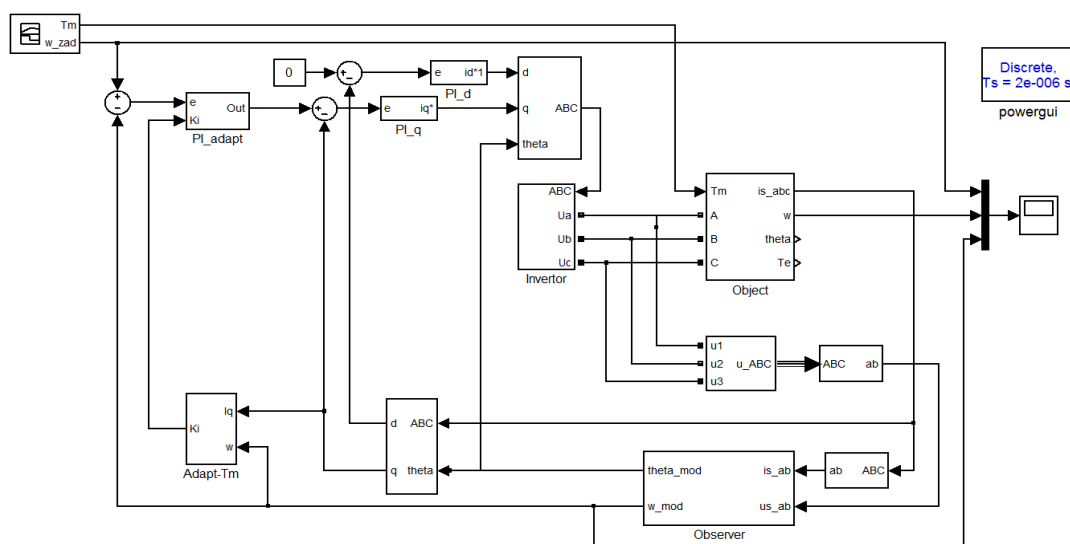 Tm
w_zad
0
d
e
id*1
PI_d
Discrete,
Ts = 2e-006 s
powergui
e
Out
Ki
PI_adapt
e
iq*
PI_q
q
ABC
theta
ABC
Ua
Ub
Uc
Invertor
Tm
is_abc
A
w
B
theta
C
Te
Object
u1
u2
u_ABC
u3
ABC
ab
Iq
Ki
w
Adapt-Tm
d
ABC
q
theta
theta_mod
is_ab
w_mod
us_ab
Observer
ab
ABC